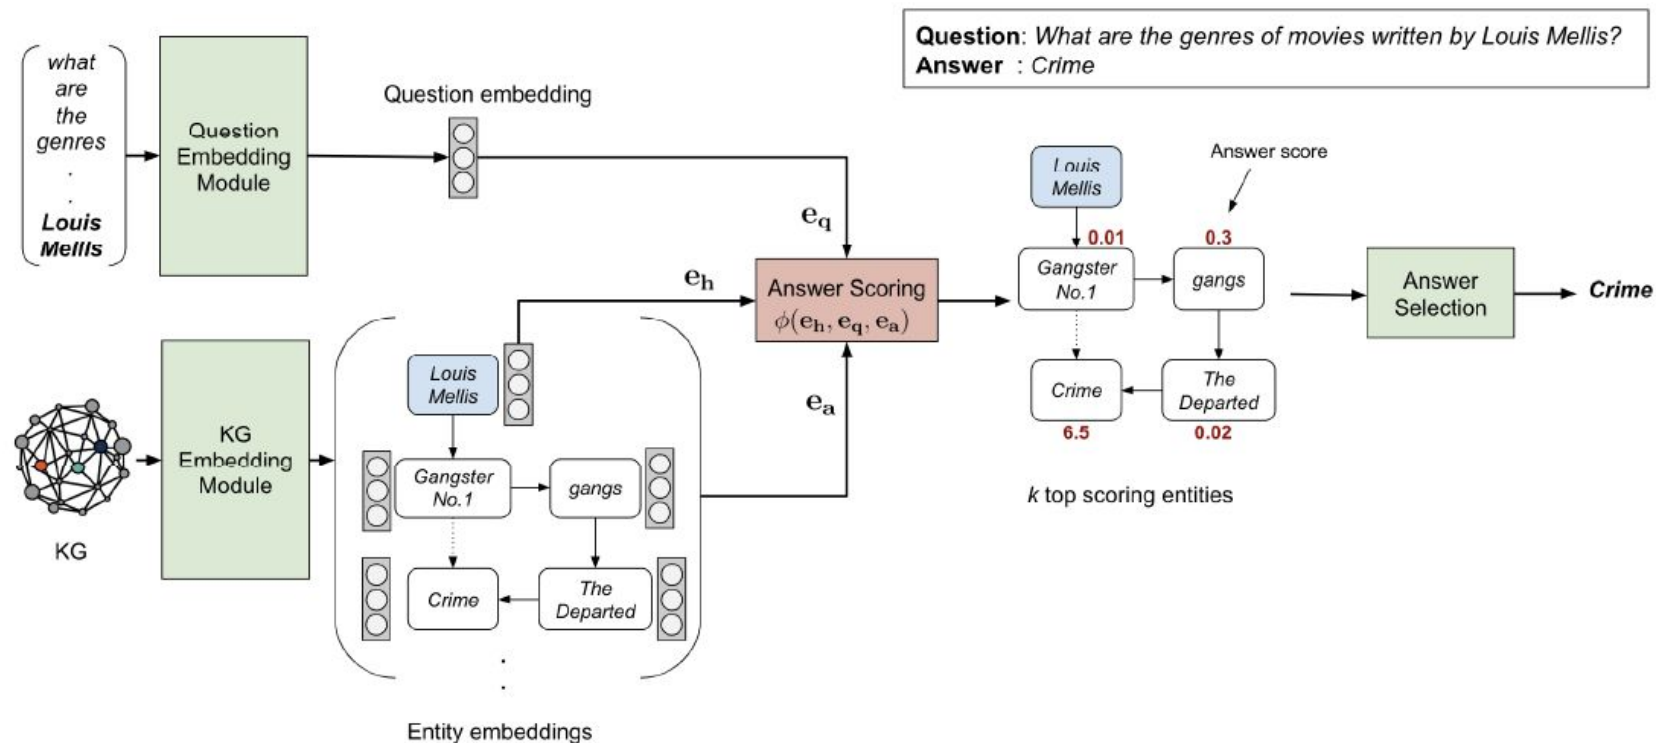 Question: What are the genres of movies written by Louis Mellis?
Answer : Crime
what
are
the
genres
.
.
Louis
Mellis
Question
Embedding
Module
Question embedding
e_q
e_h
Answer Scoring
ϕ(e_h, e_q, e_a)
e_a
KG
KG
Embedding
Module
Louis
Mellis
Gangster
No.1
gangs
Crime
The
Departed
.
.
Entity embeddings
Louis
Mellis
Answer score
0.01
0.3
Gangster
No.1
gangs
Crime
The
Departed
6.5
0.02
k top scoring entities
Answer
Selection
Crime